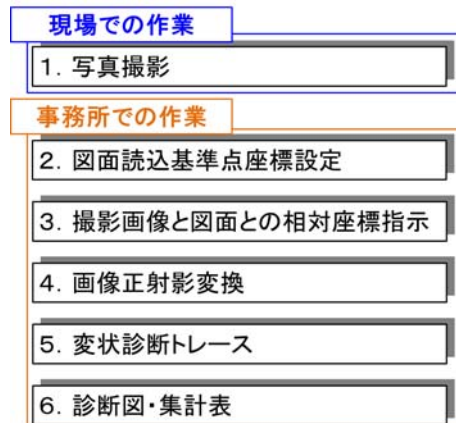 現場での作業
1. 写真撮影
事務所での作業
2. 図面読込基準点座標設定
3. 撮影画像と図面との相対座標指示
4. 画像正射影変換
5. 変状診断トレース
6. 診断図・集計表